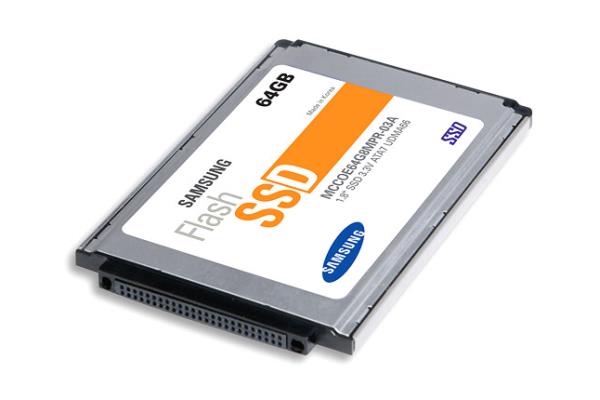 64GB
Made in Korea
SAMSUNG
Flash
SSD
MCCOE64G8MPR-03A
1.8" SSD 3.3V ATA7 UDMA66
SSD
SAMSUNG